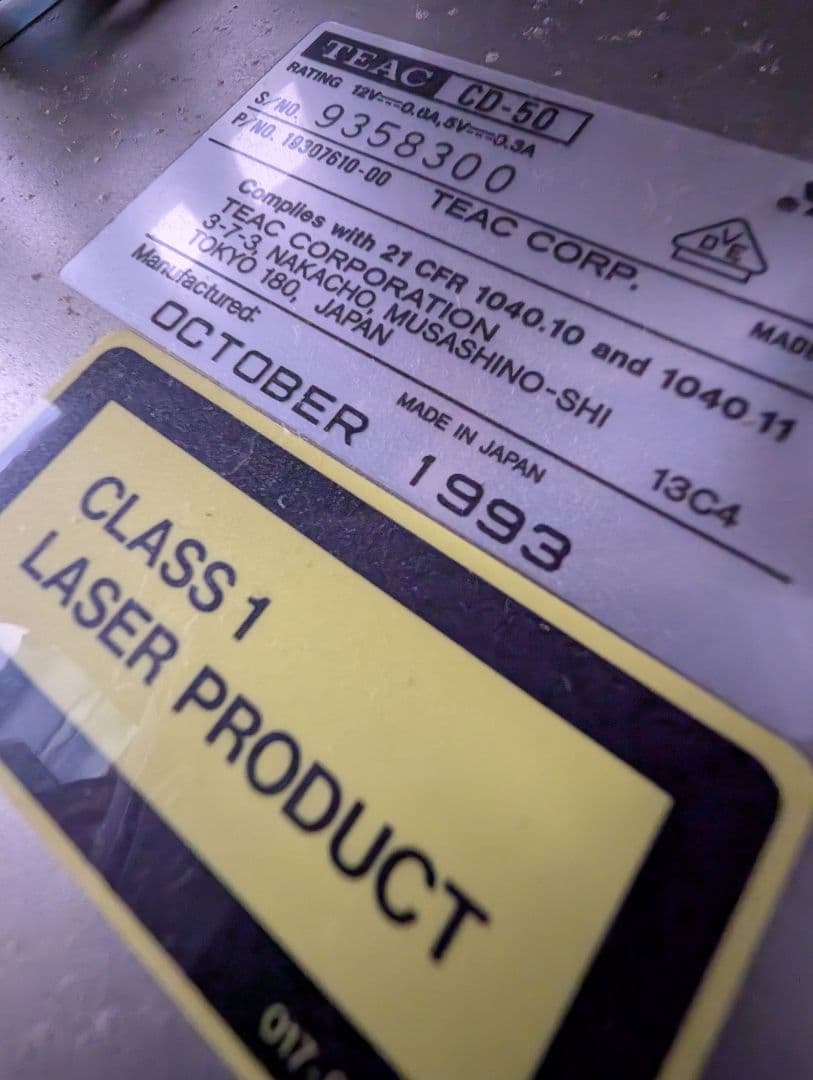 TEAC CD-50
RATING 12V⎓0.8A,5V⎓0.3A
S/NO. 9358300
P/NO. 19307610-00 TEAC CORP.
DVE
MADE
Complies with 21 CFR 1040.10 and 1040.11
TEAC CORPORATION
3-7-3, NAKACHO, MUSASHINO-SHI
TOKYO 180, JAPAN
13C4
Manufactured:
MADE IN JAPAN
OCTOBER 1993
CLASS 1
LASER PRODUCT